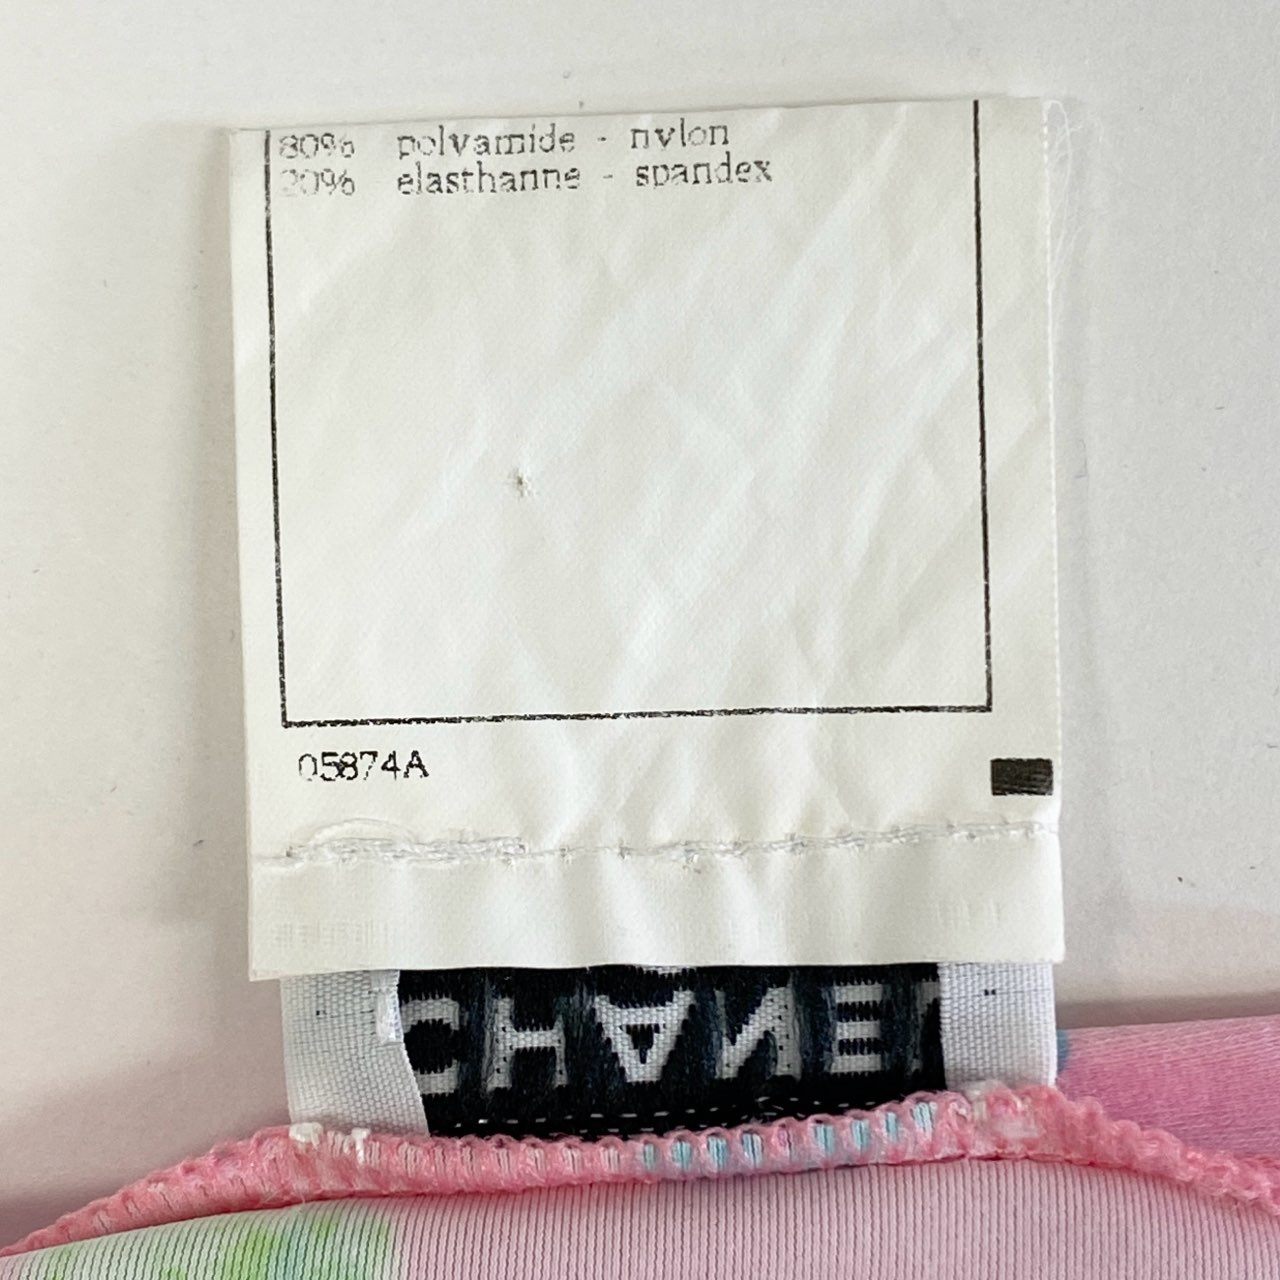 80% polyamide - nylon
20% elasthanne - spandex
05874A
CHANEL